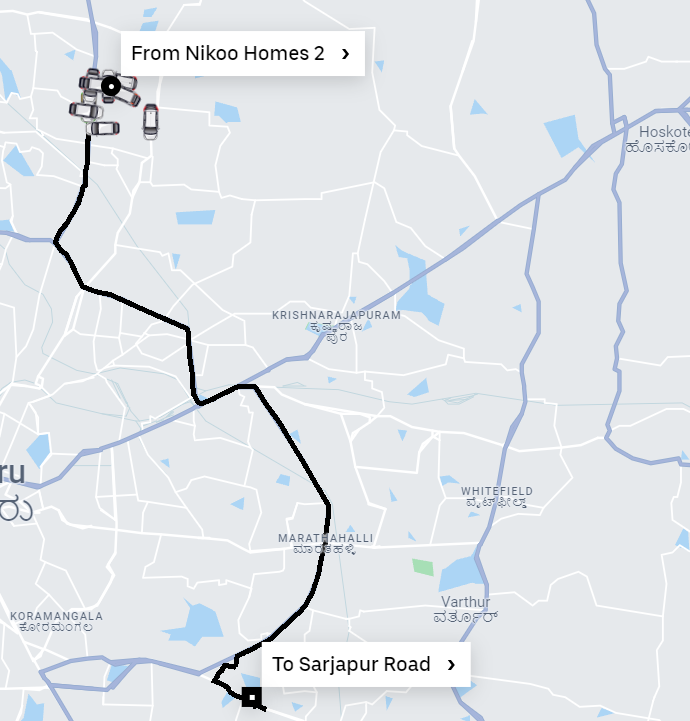 From Nikoo Homes 2 ›
Hoskote
ಹೊಸಕೋ
KRISHNARAJAPURAM
ಕೃಷ್ಣರಾಜ
ಪುರ
ru
ರು
WHITEFIELD
ವೈಟ್‌ಫೀಲ್ಡ್
MARATHAHALLI
ಮಾರತಹಳ್ಳಿ
Varthur
ವರ್ತೂರ್
KORAMANGALA
ಕೋರಮಂಗಲ
To Sarjapur Road ›